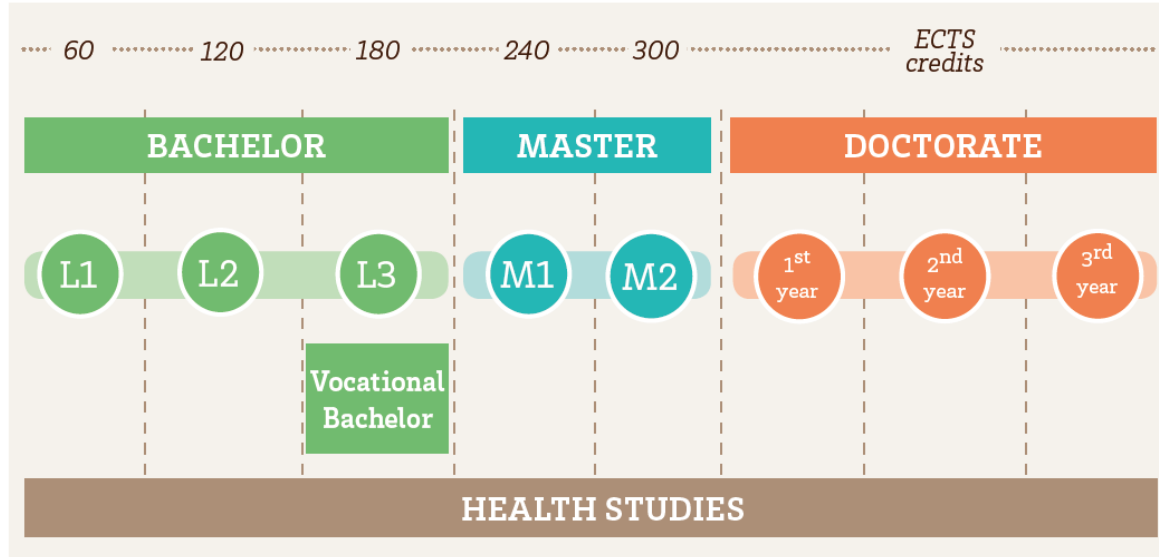 60 120 180 240 300 ECTS credits
BACHELOR MASTER DOCTORATE
L1 L2 L3 M1 M2 1st year 2nd year 3rd year
Vocational
Bachelor
HEALTH STUDIES